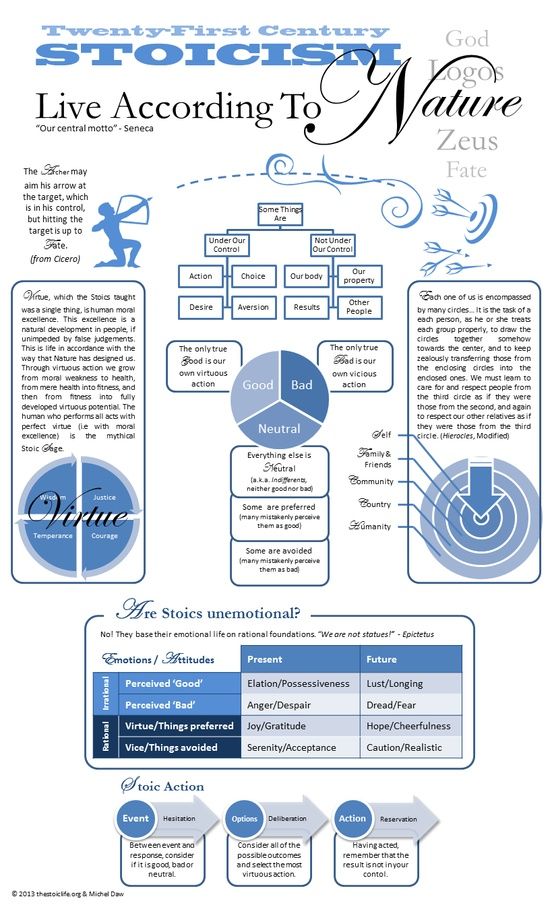 Twenty-First Century
STOICISM
Live According To Nature
"Our central motto" - Seneca
God
Logos
Zeus
Fate
The Archer may
aim his arrow at
the target, which
is in his control,
but hitting the
target is up to
Fate.
(from Cicero)
Some Things
Are
Under Our
Control
Not Under
Our Control
Action
Choice
Our body
Our
property
Desire
Aversion
Results
Other
People
Virtue, which the Stoics taught
was a single thing, is human moral
excellence. This excellence is a
natural development in people, if
unimpeded by false judgements.
This is life in accordance with the
way that Nature has designed us.
Through virtuous action we grow
from moral weakness to health,
from mere health into fitness, and
then from fitness into fully
developed virtuous potential. The
human who performs all acts with
perfect virtue (i.e with moral
excellence) is the mythical
Stoic Sage.
Wisdom
Justice
Virtue
Temperance
Courage
The only true
Good is our
own virtuous
action
The only true
Bad is our
own vicious
action
Good
Bad
Neutral
Everything else is
Neutral
(a.k.a. Indifferents,
neither good nor bad)
Some are preferred
(many mistakenly perceive
them as good)
Some are avoided
(many mistakenly perceive
them as bad)
Each one of us is encompassed
by many circles... It is the task of a
each person, as he or she treats
each group properly, to draw the
circles together somehow
towards the center, and to keep
zealously transferring those from
the enclosing circles into the
enclosed ones. We must learn to
care for and respect people from
the third circle as if they were
those from the second, and again
to respect our other relatives as if
they were those from the third
circle. (Hierocles, Modified)
Self
Family &
Friends
Community
Country
Humanity
Are Stoics unemotional?
No! They base their emotional life on rational foundations. "We are not statues!" - Epictetus
Emotions / Attitudes
Present
Future
Irrational
Perceived 'Good'
Elation/Possessiveness
Lust/Longing
Perceived 'Bad'
Anger/Despair
Dread/Fear
Rational
Virtue/Things preferred
Joy/Gratitude
Hope/Cheerfulness
Vice/Things avoided
Serenity/Acceptance
Caution/Realistic
Stoic Action
Event
Hesitation
Options
Deliberation
Action
Reservation
Between event and
response, consider
if it is good, bad or
neutral.
Consider all of the
possible outcomes
and select the most
virtuous action.
Having acted,
remember that the
result is not in your
contol.
© 2013 thestoiclife.org & Michel Daw